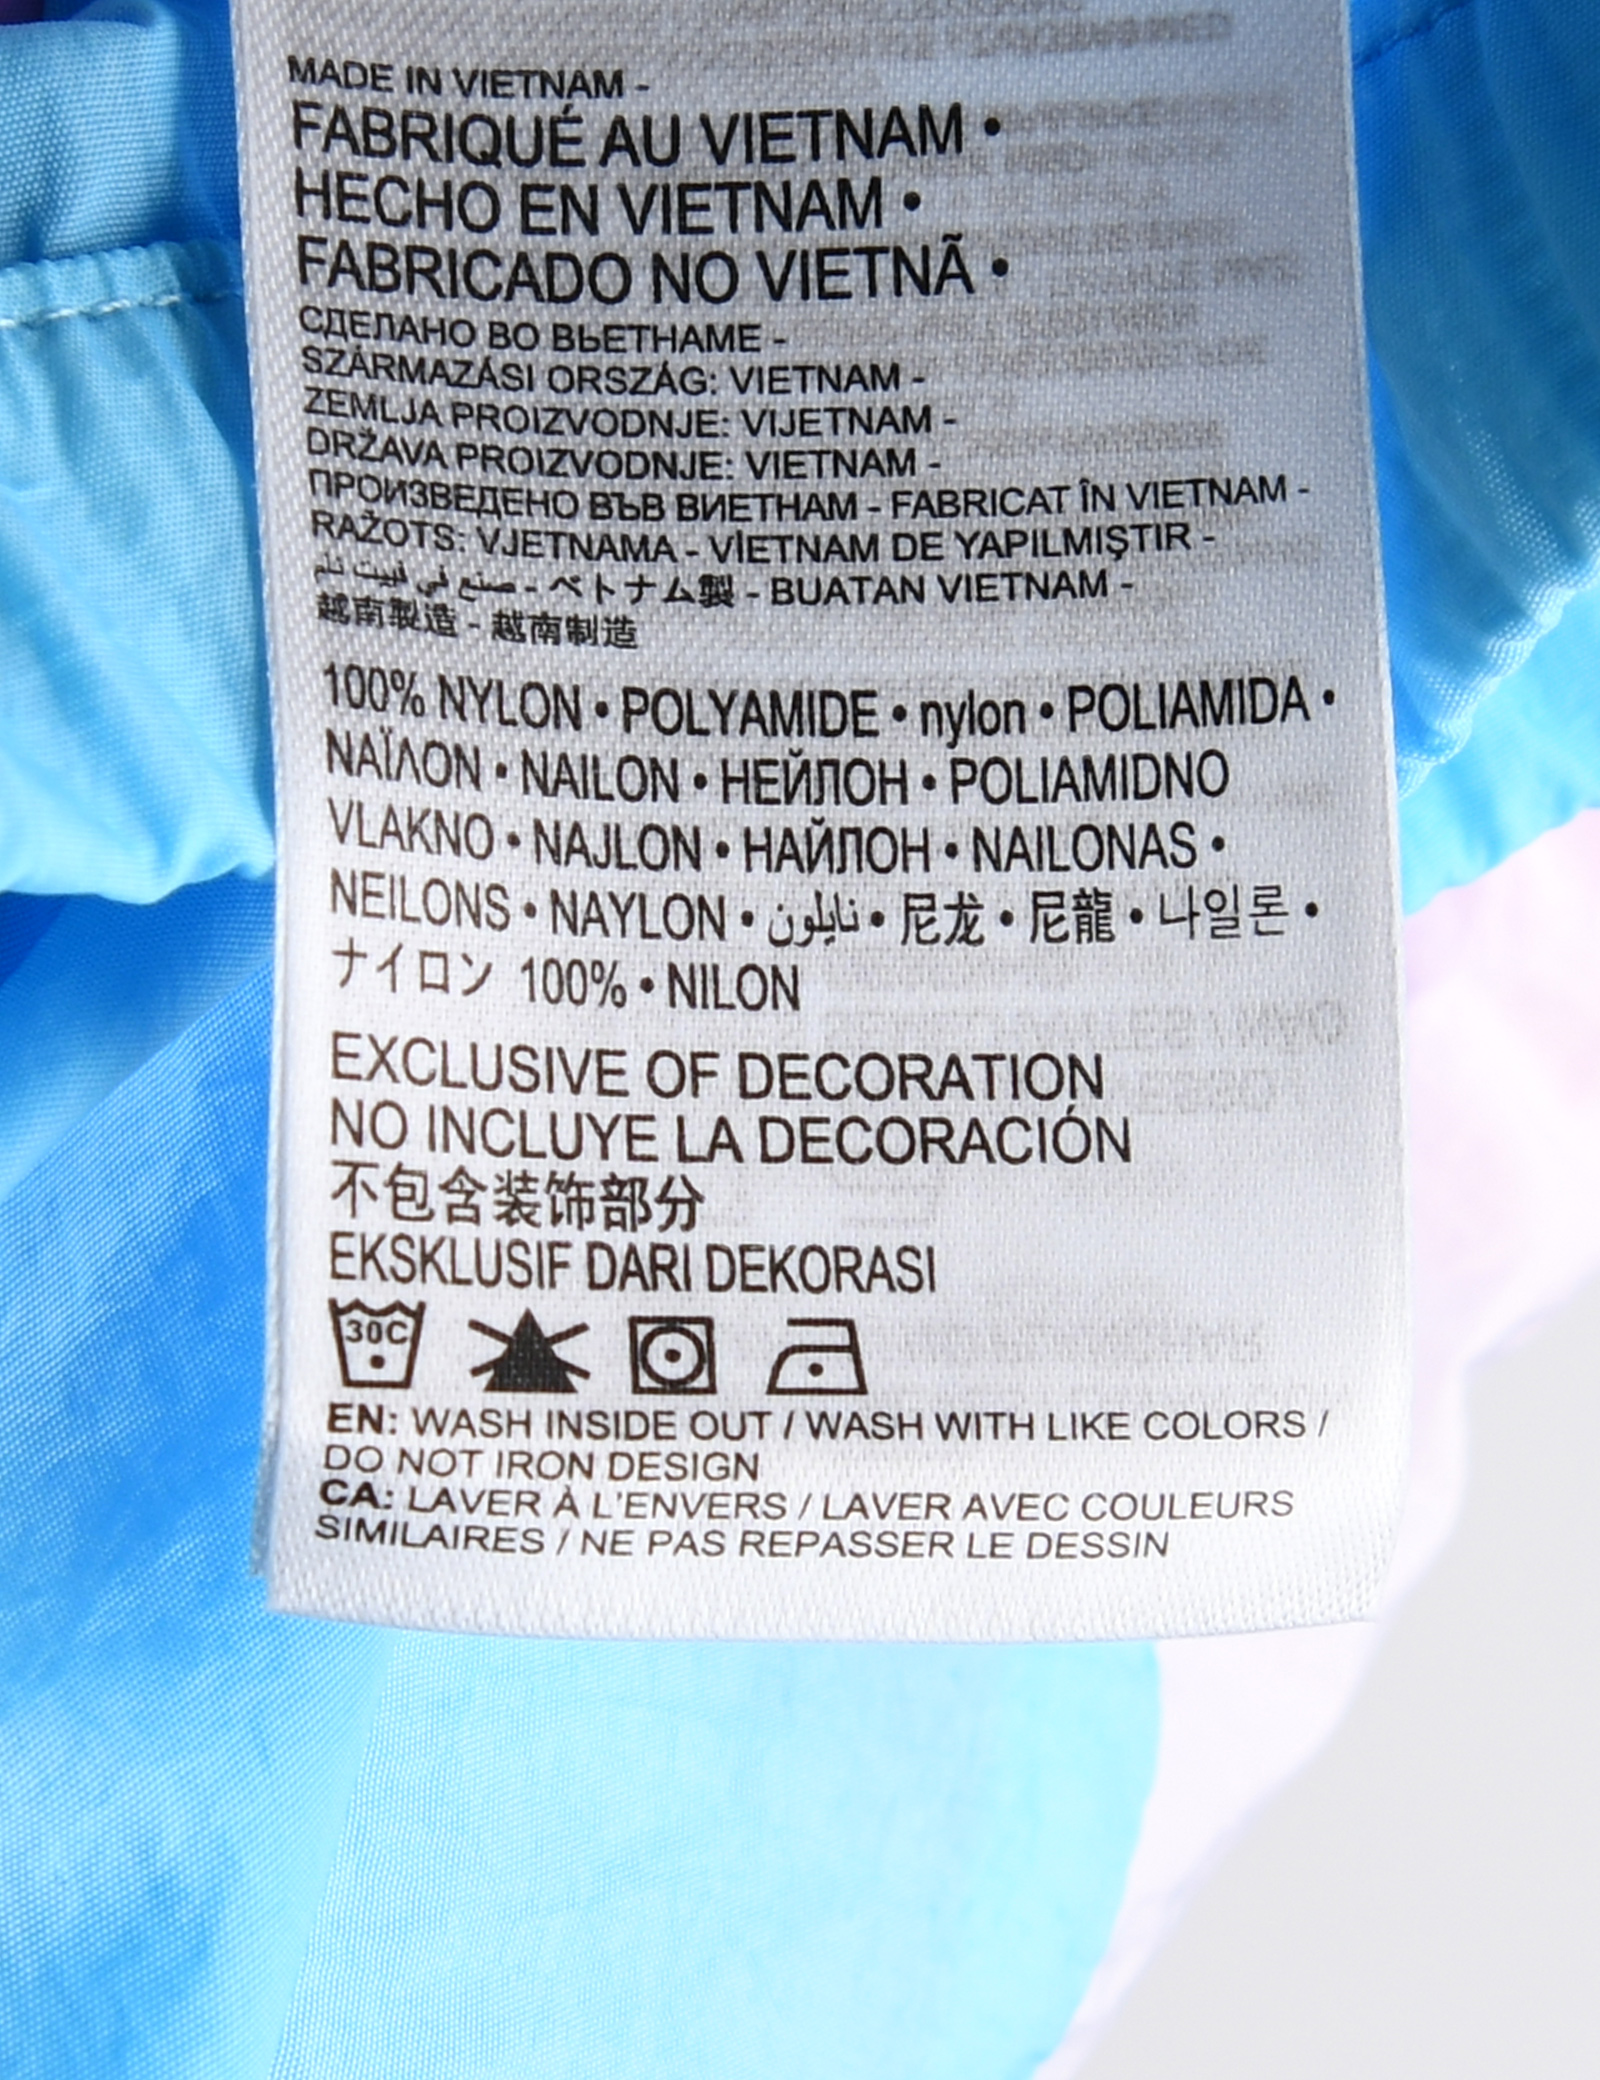 MADE IN VIETNAM -
FABRIQUÉ AU VIETNAM •
HECHO EN VIETNAM •
FABRICADO NO VIETNÃ •
СДЕЛАНО ВО ВЬЕТНАМЕ -
SZÁRMAZÁSI ORSZÁG: VIETNAM -
ZEMLJA PROIZVODNJE: VIJETNAM -
DRŽAVA PROIZVODNJE: VIETNAM -
ПРОИЗВЕДЕНО ВЪВ ВИЕТНАМ - FABRICAT ÎN VIETNAM -
RAŽOTS: VJETNAMA - VİETNAM DE YAPILMIŞTIR -
صنع في فييت نام - ベトナム製 - BUATAN VIETNAM -
越南製造 - 越南制造
100% NYLON • POLYAMIDE • nylon • POLIAMIDA •
ΝΑΪΛΟΝ • NAILON • НЕЙЛОН • POLIAMIDNO
VLAKNO • NAJLON • НАЙЛОН • NAILONAS •
NEILONS • NAYLON • نايلون • 尼龙 • 尼龍 • 나일론 •
ナイロン 100% • NILON
EXCLUSIVE OF DECORATION
NO INCLUYE LA DECORACIÓN
不包含装饰部分
EKSKLUSIF DARI DEKORASI
30C
EN: WASH INSIDE OUT / WASH WITH LIKE COLORS /
DO NOT IRON DESIGN
CA: LAVER À L'ENVERS / LAVER AVEC COULEURS
SIMILAIRES / NE PAS REPASSER LE DESSIN